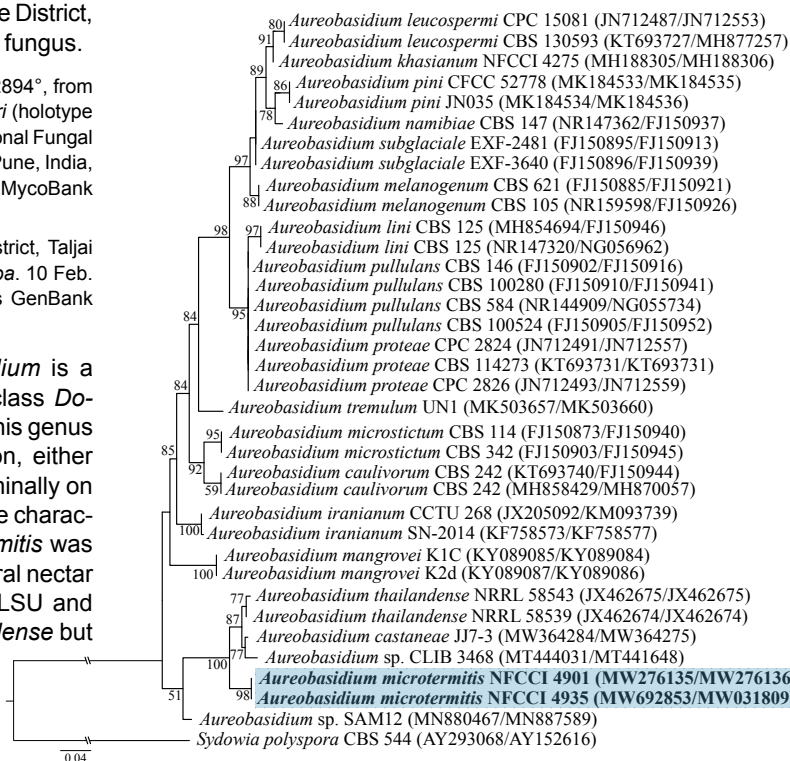 e District,
fungus.
2894°, from
ri (holotype
onal Fungal
Pune, India,
MycoBank
strict, Taljai
pa. 10 Feb.
s GenBank
dium is a
class Do-
his genus
on, either
minally on
e charac-
mitis was
ral nectar
LSU and
dense but
80 Aureobasidium leucospermi CPC 15081 (JN712487/JN712553)
91 Aureobasidium leucospermi CBS 130593 (KT693727/MH877257)
Aureobasidium khasianum NFCCI 4275 (MH188305/MH188306)
89 86 Aureobasidium pini CFCC 52778 (MK184533/MK184535)
Aureobasidium pini JN035 (MK184534/MK184536)
78 Aureobasidium namibiae CBS 147 (NR147362/FJ150937)
Aureobasidium subglaciale EXF-2481 (FJ150895/FJ150913)
97 Aureobasidium subglaciale EXF-3640 (FJ150896/FJ150939)
Aureobasidium melanogenum CBS 621 (FJ150885/FJ150921)
88 Aureobasidium melanogenum CBS 105 (NR159598/FJ150926)
98 97 Aureobasidium lini CBS 125 (MH854694/FJ150946)
Aureobasidium lini CBS 125 (NR147320/NG056962)
Aureobasidium pullulans CBS 146 (FJ150902/FJ150916)
Aureobasidium pullulans CBS 100280 (FJ150910/FJ150941)
95 Aureobasidium pullulans CBS 584 (NR144909/NG055734)
84 Aureobasidium pullulans CBS 100524 (FJ150905/FJ150952)
Aureobasidium proteae CPC 2824 (JN712491/JN712557)
Aureobasidium proteae CBS 114273 (KT693731/KT693731)
84 Aureobasidium proteae CPC 2826 (JN712493/JN712559)
Aureobasidium tremulum UN1 (MK503657/MK503660)
95 Aureobasidium microstictum CBS 114 (FJ150873/FJ150940)
85 Aureobasidium microstictum CBS 342 (FJ150903/FJ150945)
92 Aureobasidium caulivorum CBS 242 (KT693740/FJ150944)
59 Aureobasidium caulivorum CBS 242 (MH858429/MH870057)
Aureobasidium iranianum CCTU 268 (JX205092/KM093739)
100 Aureobasidium iranianum SN-2014 (KF758573/KF758577)
Aureobasidium mangrovei K1C (KY089085/KY089084)
100 Aureobasidium mangrovei K2d (KY089087/KY089086)
77 Aureobasidium thailandense NRRL 58543 (JX462675/JX462675)
87 Aureobasidium thailandense NRRL 58539 (JX462674/JX462674)
Aureobasidium castaneae JJ7-3 (MW364284/MW364275)
77 Aureobasidium sp. CLIB 3468 (MT444031/MT441648)
100 Aureobasidium microtermitis NFCCI 4901 (MW276135/MW276136
98 Aureobasidium microtermitis NFCCI 4935 (MW692853/MW031809
51 Aureobasidium sp. SAM12 (MN880467/MN887589)
Sydowia polyspora CBS 544 (AY293068/AY152616)
0.04